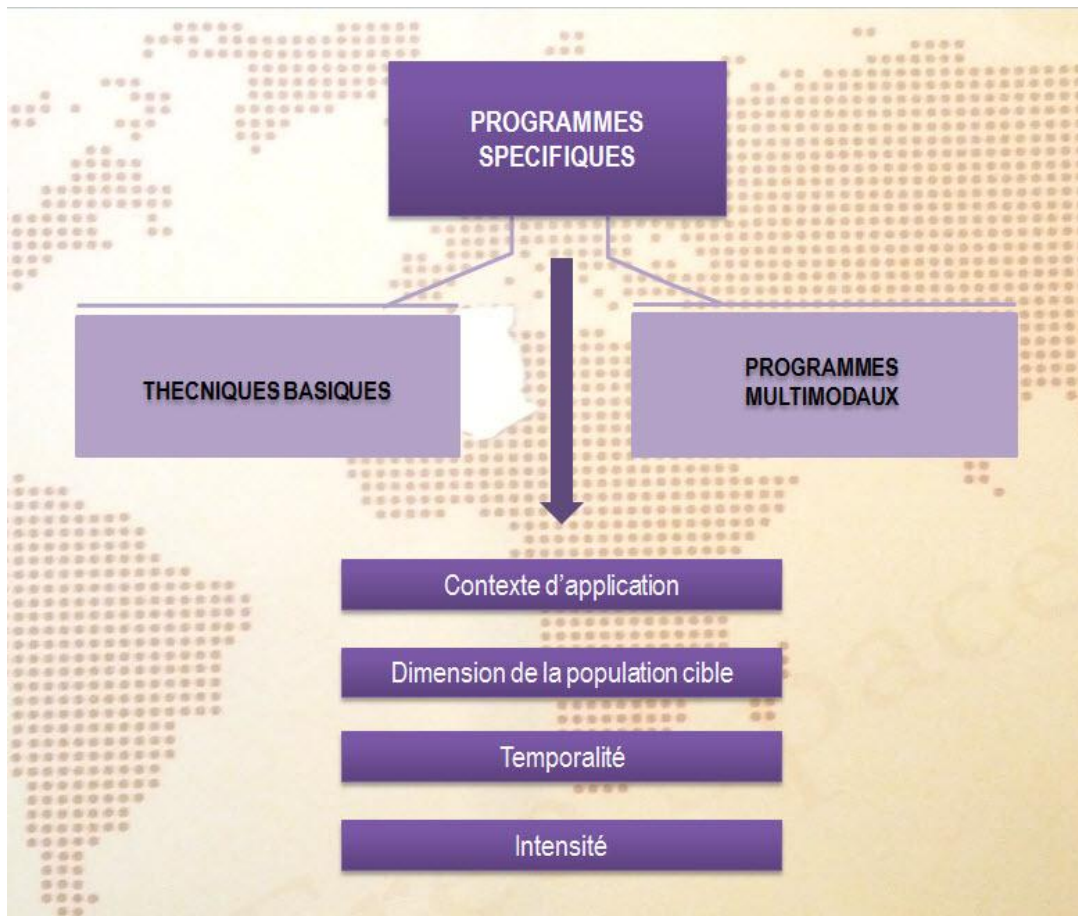 PROGRAMMES
SPECIFIQUES
THECNIQUES BASIQUES
PROGRAMMES
MULTIMODAUX
Contexte d’application
Dimension de la population cible
Temporalité
Intensité